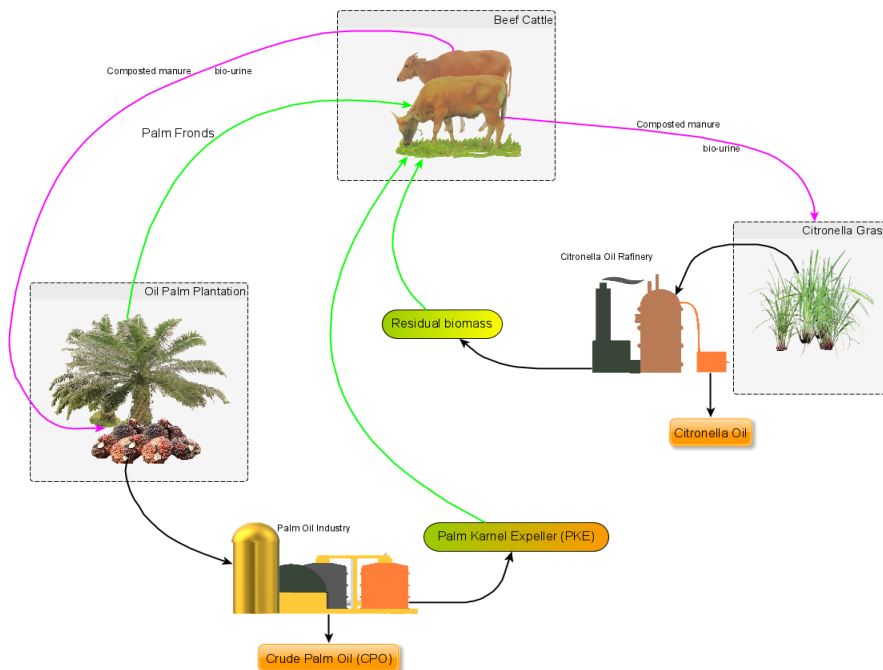 Beef Cattle
Composted manure bio-urine
Palm Fronds
Composted manure
bio-urine
Citronella Grass
Citronella Oil Rafinery
Oil Palm Plantation
Residual biomass
Citronella Oil
Palm Oil Industry
Palm Karnel Expeller (PKE)
Crude Palm Oil (CPO)